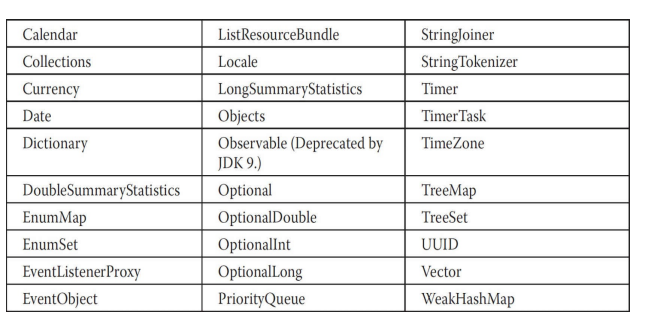 Calendar ListResourceBundle StringJoiner
Collections Locale StringTokenizer
Currency LongSummaryStatistics Timer
Date Objects TimerTask
Dictionary Observable (Deprecated by JDK 9.) TimeZone
DoubleSummaryStatistics Optional TreeMap
EnumMap OptionalDouble TreeSet
EnumSet OptionalInt UUID
EventListenerProxy OptionalLong Vector
EventObject PriorityQueue WeakHashMap